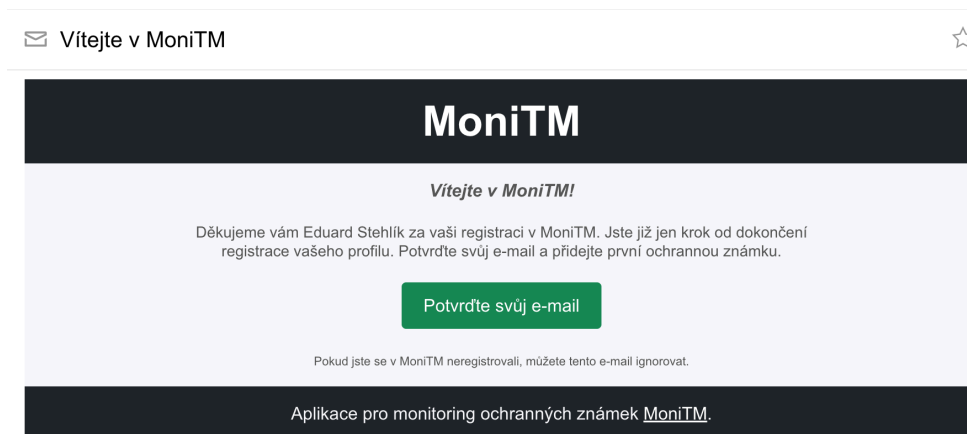 Vítejte v MoniTM
MoniTM
Vítejte v MoniTM!
Děkujeme vám Eduard Stehlík za vaši registraci v MoniTM. Jste již jen krok od dokončení
registrace vašeho profilu. Potvrďte svůj e-mail a přidejte první ochrannou známku.
Potvrďte svůj e-mail
Pokud jste se v MoniTM neregistrovali, můžete tento e-mail ignorovat.
Aplikace pro monitoring ochranných známek MoniTM.